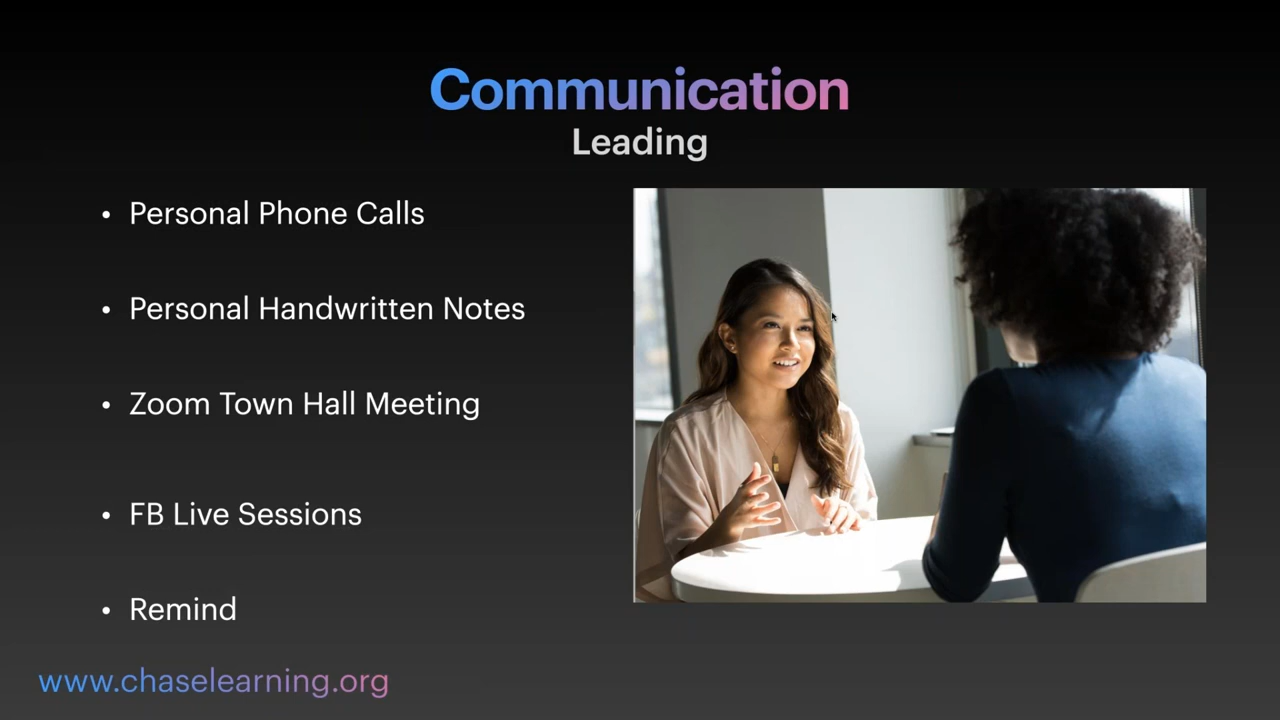 Communication
Leading
• Personal Phone Calls
• Personal Handwritten Notes
• Zoom Town Hall Meeting
• FB Live Sessions
• Remind
www.chaselearning.org